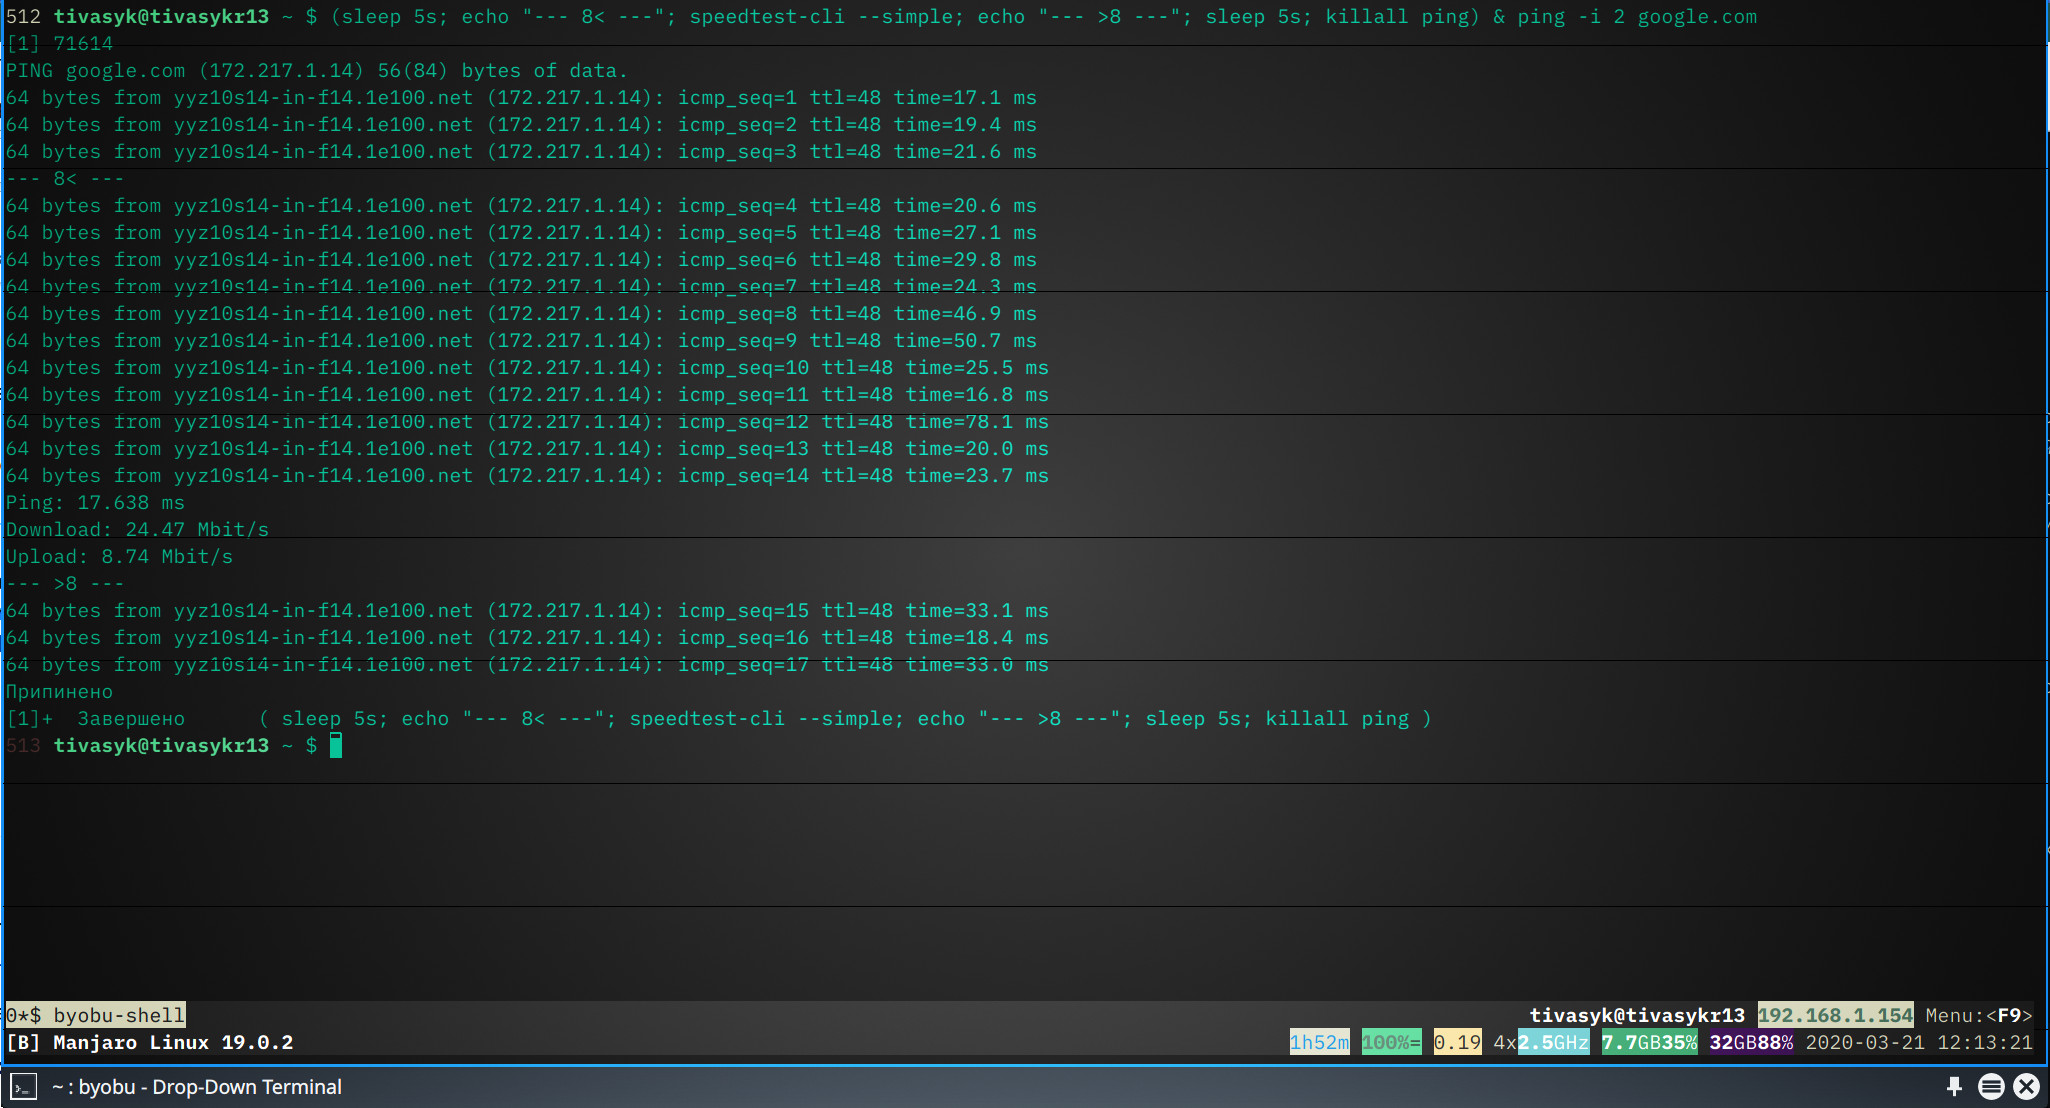 512 tivasyk@tivasykr13 ~ $ (sleep 5s; echo "--- 8< ---"; speedtest-cli --simple; echo "--- >8 ---"; sleep 5s; killall ping) & ping -i 2 google.com
[1] 71614
PING google.com (172.217.1.14) 56(84) bytes of data.
64 bytes from yyz10s14-in-f14.1e100.net (172.217.1.14): icmp_seq=1 ttl=48 time=17.1 ms
64 bytes from yyz10s14-in-f14.1e100.net (172.217.1.14): icmp_seq=2 ttl=48 time=19.4 ms
64 bytes from yyz10s14-in-f14.1e100.net (172.217.1.14): icmp_seq=3 ttl=48 time=21.6 ms
--- 8< ---
64 bytes from yyz10s14-in-f14.1e100.net (172.217.1.14): icmp_seq=4 ttl=48 time=20.6 ms
64 bytes from yyz10s14-in-f14.1e100.net (172.217.1.14): icmp_seq=5 ttl=48 time=27.1 ms
64 bytes from yyz10s14-in-f14.1e100.net (172.217.1.14): icmp_seq=6 ttl=48 time=29.8 ms
64 bytes from yyz10s14-in-f14.1e100.net (172.217.1.14): icmp_seq=7 ttl=48 time=24.3 ms
64 bytes from yyz10s14-in-f14.1e100.net (172.217.1.14): icmp_seq=8 ttl=48 time=46.9 ms
64 bytes from yyz10s14-in-f14.1e100.net (172.217.1.14): icmp_seq=9 ttl=48 time=50.7 ms
64 bytes from yyz10s14-in-f14.1e100.net (172.217.1.14): icmp_seq=10 ttl=48 time=25.5 ms
64 bytes from yyz10s14-in-f14.1e100.net (172.217.1.14): icmp_seq=11 ttl=48 time=16.8 ms
64 bytes from yyz10s14-in-f14.1e100.net (172.217.1.14): icmp_seq=12 ttl=48 time=78.1 ms
64 bytes from yyz10s14-in-f14.1e100.net (172.217.1.14): icmp_seq=13 ttl=48 time=20.0 ms
64 bytes from yyz10s14-in-f14.1e100.net (172.217.1.14): icmp_seq=14 ttl=48 time=23.7 ms
Ping: 17.638 ms
Download: 24.47 Mbit/s
Upload: 8.74 Mbit/s
--- >8 ---
64 bytes from yyz10s14-in-f14.1e100.net (172.217.1.14): icmp_seq=15 ttl=48 time=33.1 ms
64 bytes from yyz10s14-in-f14.1e100.net (172.217.1.14): icmp_seq=16 ttl=48 time=18.4 ms
64 bytes from yyz10s14-in-f14.1e100.net (172.217.1.14): icmp_seq=17 ttl=48 time=33.0 ms
Припинено
[1]+  Завершено      ( sleep 5s; echo "--- 8< ---"; speedtest-cli --simple; echo "--- >8 ---"; sleep 5s; killall ping )
513 tivasyk@tivasykr13 ~ $
0*$ byobu-shell tivasyk@tivasykr13 192.168.1.154 Menu:<F9>
[B] Manjaro Linux 19.0.2 1h52m 100%= 0.19 4x2.5GHz 7.7GB35% 32GB88% 2020-03-21 12:13:21
~ : byobu - Drop-Down Terminal